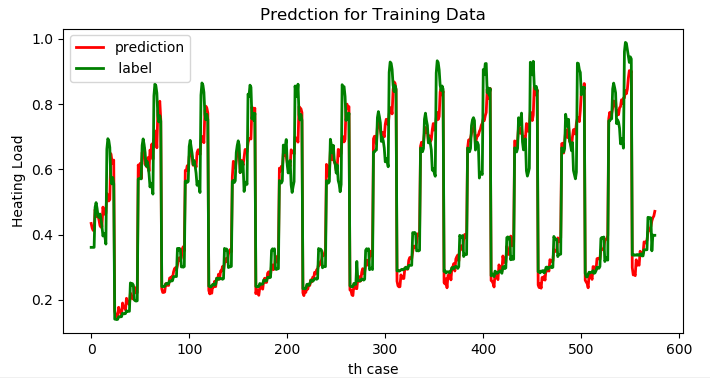 Predction for Training Data
prediction
label
Heating Load
1.0
0.8
0.6
0.4
0.2
0 100 200 300 400 500 600
th case